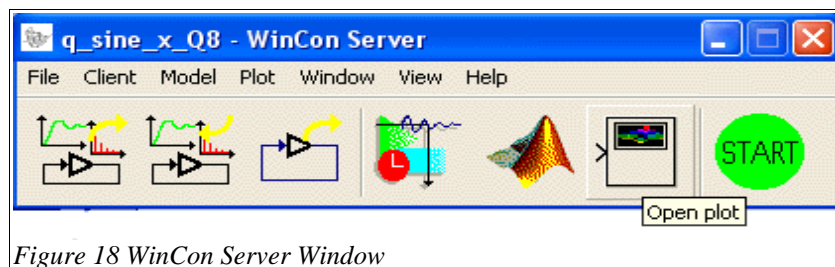 q_sine_x_Q8 - WinCon Server
File Client Model Plot Window View Help
START
Open plot
Figure 18 WinCon Server Window